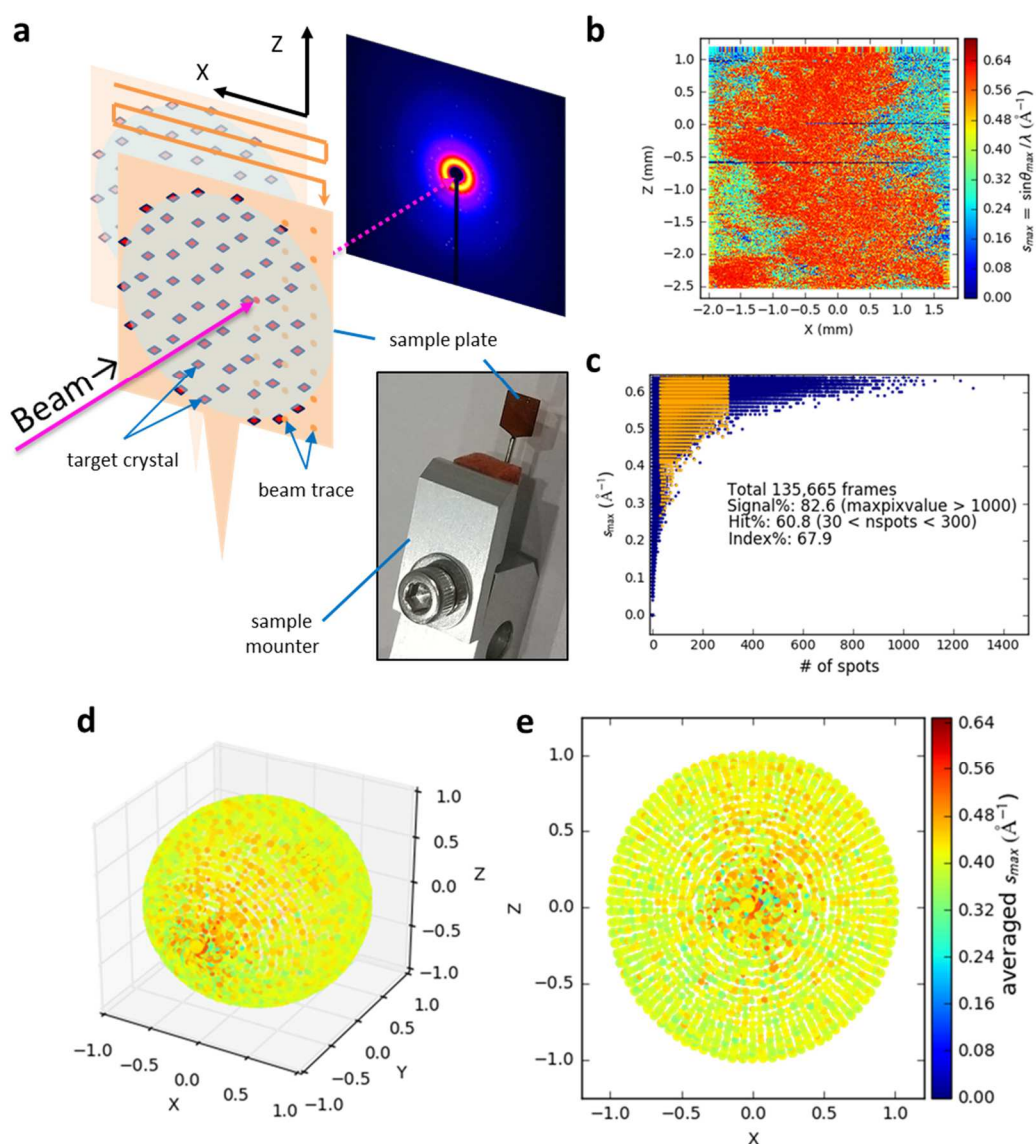 a
Z
X
Beam→
target crystal
beam trace
sample plate
sample
mounter
b
1.0
0.5
0.0
−0.5
−1.0
−1.5
−2.0
−2.5
Z (mm)
−2.0 −1.5 −1.0 −0.5 0.0 0.5 1.0 1.5
X (mm)
0.64
0.56
0.48
0.40
0.32
0.24
0.16
0.08
0.00
s_max = sinθ_max/λ (Å⁻¹)
c
0.6
0.5
0.4
0.3
0.2
0.1
0.0
s_max (Å⁻¹)
Total 135,665 frames
Signal%: 82.6 (maxpixvalue > 1000)
Hit%: 60.8 (30 < nspots < 300)
Index%: 67.9
0 200 400 600 800 1000 1200 1400
# of spots
d
1.0
0.5
0.0
−0.5
−1.0
Z
−1.0 −0.5 0.0 0.5 1.0
X
−1.0 −0.5 0.0 0.5 1.0
Y
e
1.0
0.5
0.0
−0.5
−1.0
Z
−1.0 −0.5 0.0 0.5 1.0
X
0.64
0.56
0.48
0.40
0.32
0.24
0.16
0.08
0.00
averaged s_max (Å⁻¹)